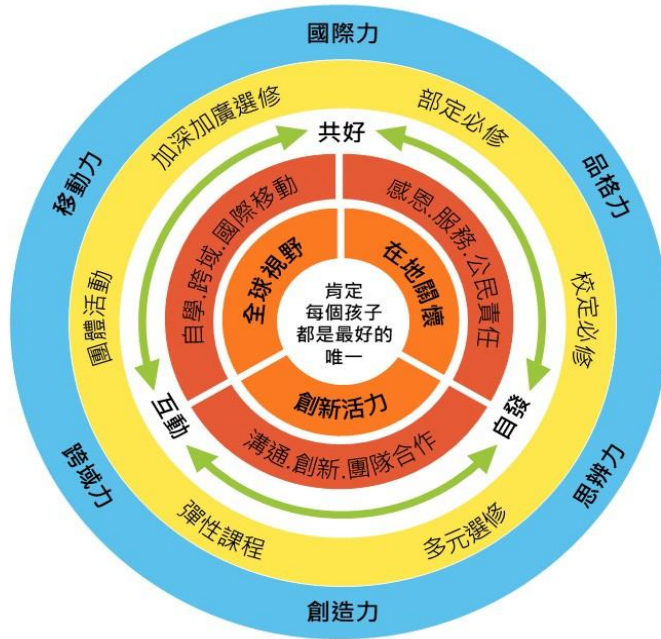 國際力
品格力
思辨力
創造力
跨域力
移動力
部定必修
校定必修
多元選修
彈性課程
團體活動
加深加廣選修
共好
自發
互動
感恩.服務.公民責任
溝通.創新.團隊合作
自學.跨域.國際移動
在地關懷
創新活力
全球視野
肯定
每個孩子
都是最好的
唯一